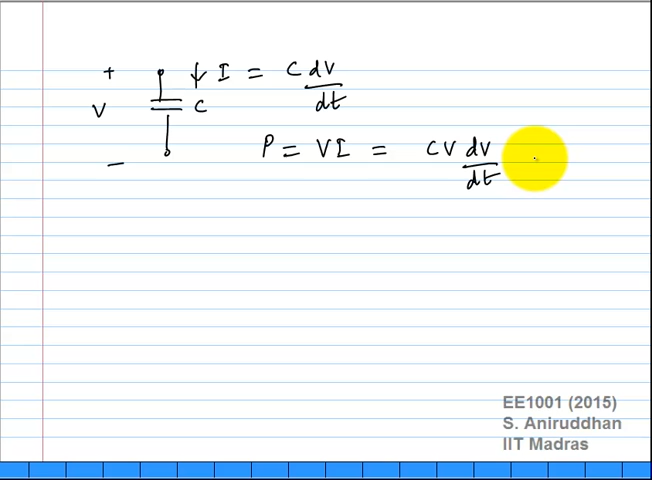 + ↓ I = C dV/dt
V C
−
P = VI = CV dV/dt
EE1001 (2015)
S. Aniruddhan
IIT Madras